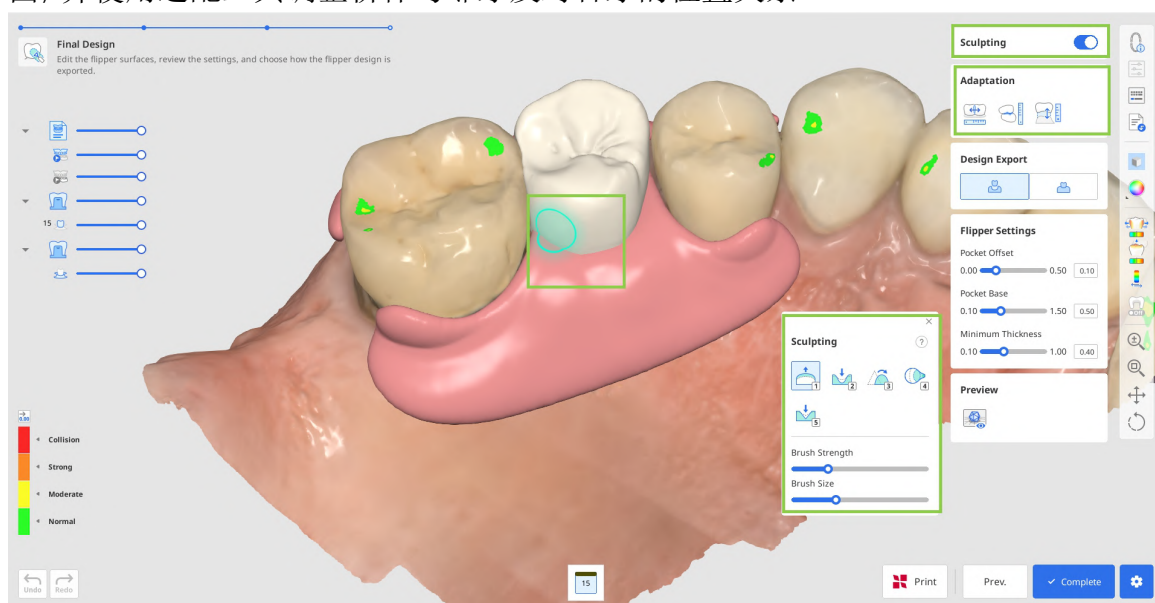 Final Design
Edit the flipper surfaces, review the settings, and choose how the flipper design is
exported.
15
0.00
Collision
Strong
Moderate
Normal
Undo
Redo
15
Sculpting
?
1
2
3
4
5
Brush Strength
Brush Size
Sculpting
Adaptation
Design Export
Flipper Settings
Pocket Offset
0.00 0.50 0.10
Pocket Base
0.10 1.50 0.50
Minimum Thickness
0.10 1.00 0.40
Preview
Print
Prev.
Complete